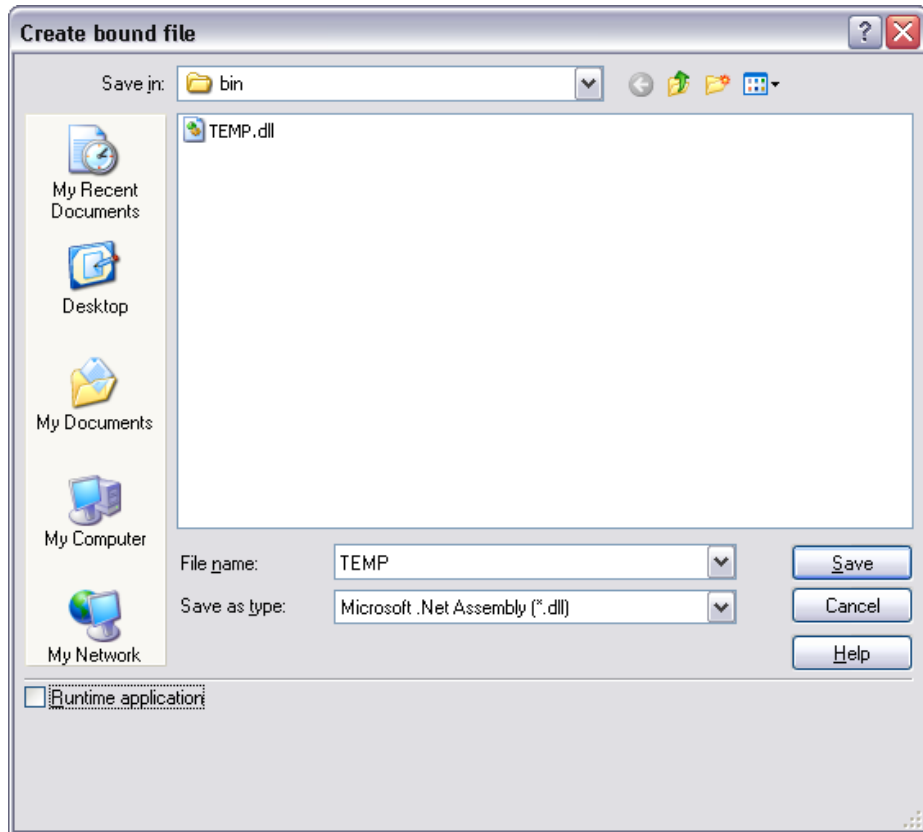 Create bound file
Save in:
bin
TEMP.dll
My Recent
Documents
Desktop
My Documents
My Computer
My Network
File name:
TEMP
Save
Save as type:
Microsoft .Net Assembly (*.dll)
Cancel
Help
Runtime application